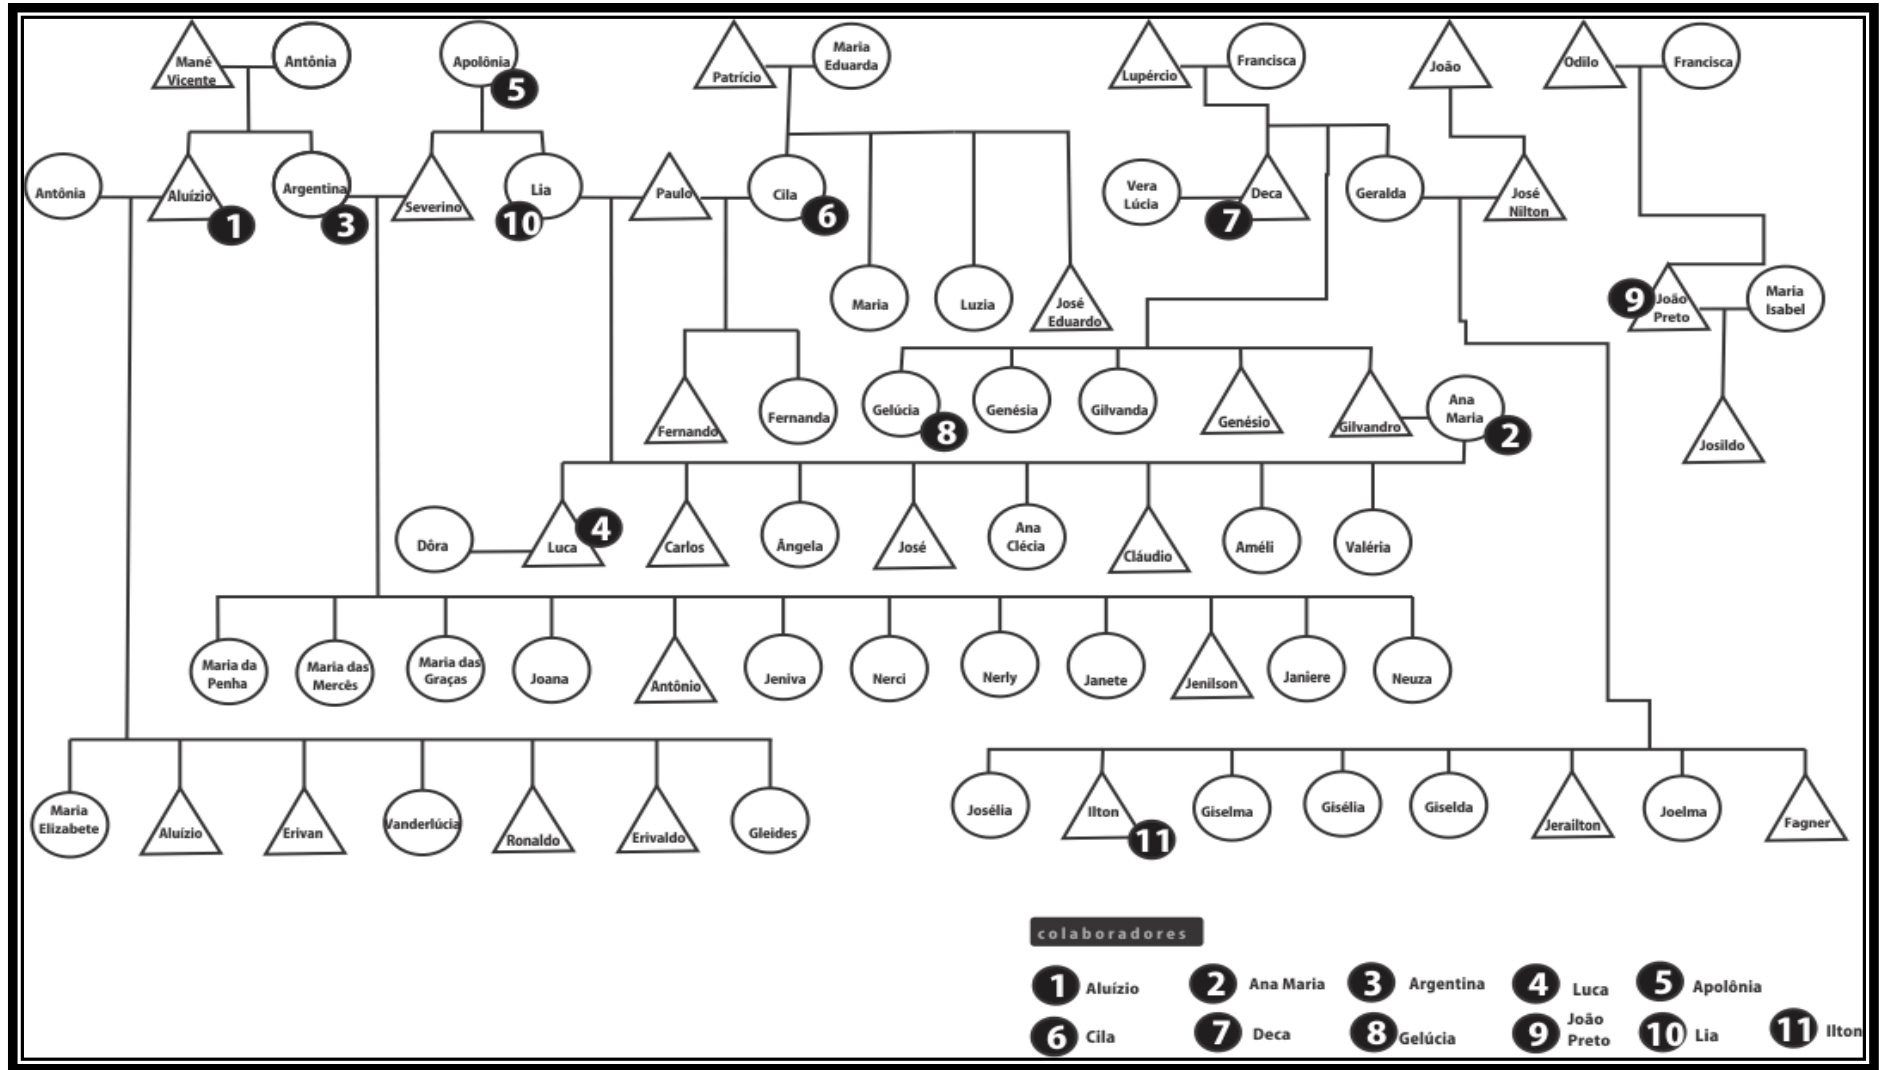 Mané
Vicente
Antônia
Apolônia
5
Patrício
Maria
Eduarda
Lupércio
Francisca
João
Odilo
Francisca
Antônia
Aluízio
1
Argentina
3
Severino
Lia
10
Paulo
Cila
6
Vera
Lúcia
Deca
7
Geralda
José
Nilton
Maria
Luzia
José
Eduardo
9
João
Preto
Maria
Isabel
Fernando
Fernanda
Gelúcia
8
Genésia
Gilvanda
Genésio
Gilvandro
Ana
Maria
2
Josildo
Dôra
Luca
4
Carlos
Ângela
José
Ana
Clécia
Cláudio
Améli
Valéria
Maria da
Penha
Maria das
Mercês
Maria das
Graças
Joana
Antônio
Jeniva
Nerci
Nerly
Janete
Jenilson
Janiere
Neuza
Maria
Elizabete
Aluízio
Erivan
Vanderlúcia
Ronaldo
Erivaldo
Gleides
Josélia
Ilton
11
Giselma
Gisélia
Giselda
Jerailton
Joelma
Fagner
colaboradores
1 Aluízio
2 Ana Maria
3 Argentina
4 Luca
5 Apolônia
6 Cila
7 Deca
8 Gelúcia
9 João
Preto
10 Lia
11 Ilton